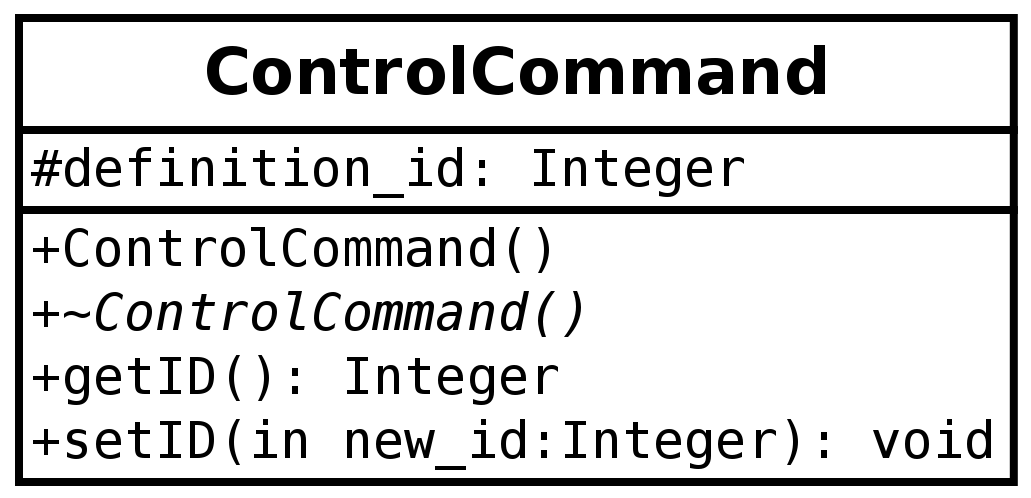 ControlCommand
#definition_id: Integer
+ControlCommand()
+~ControlCommand()
+getID(): Integer
+setID(in new_id:Integer): void